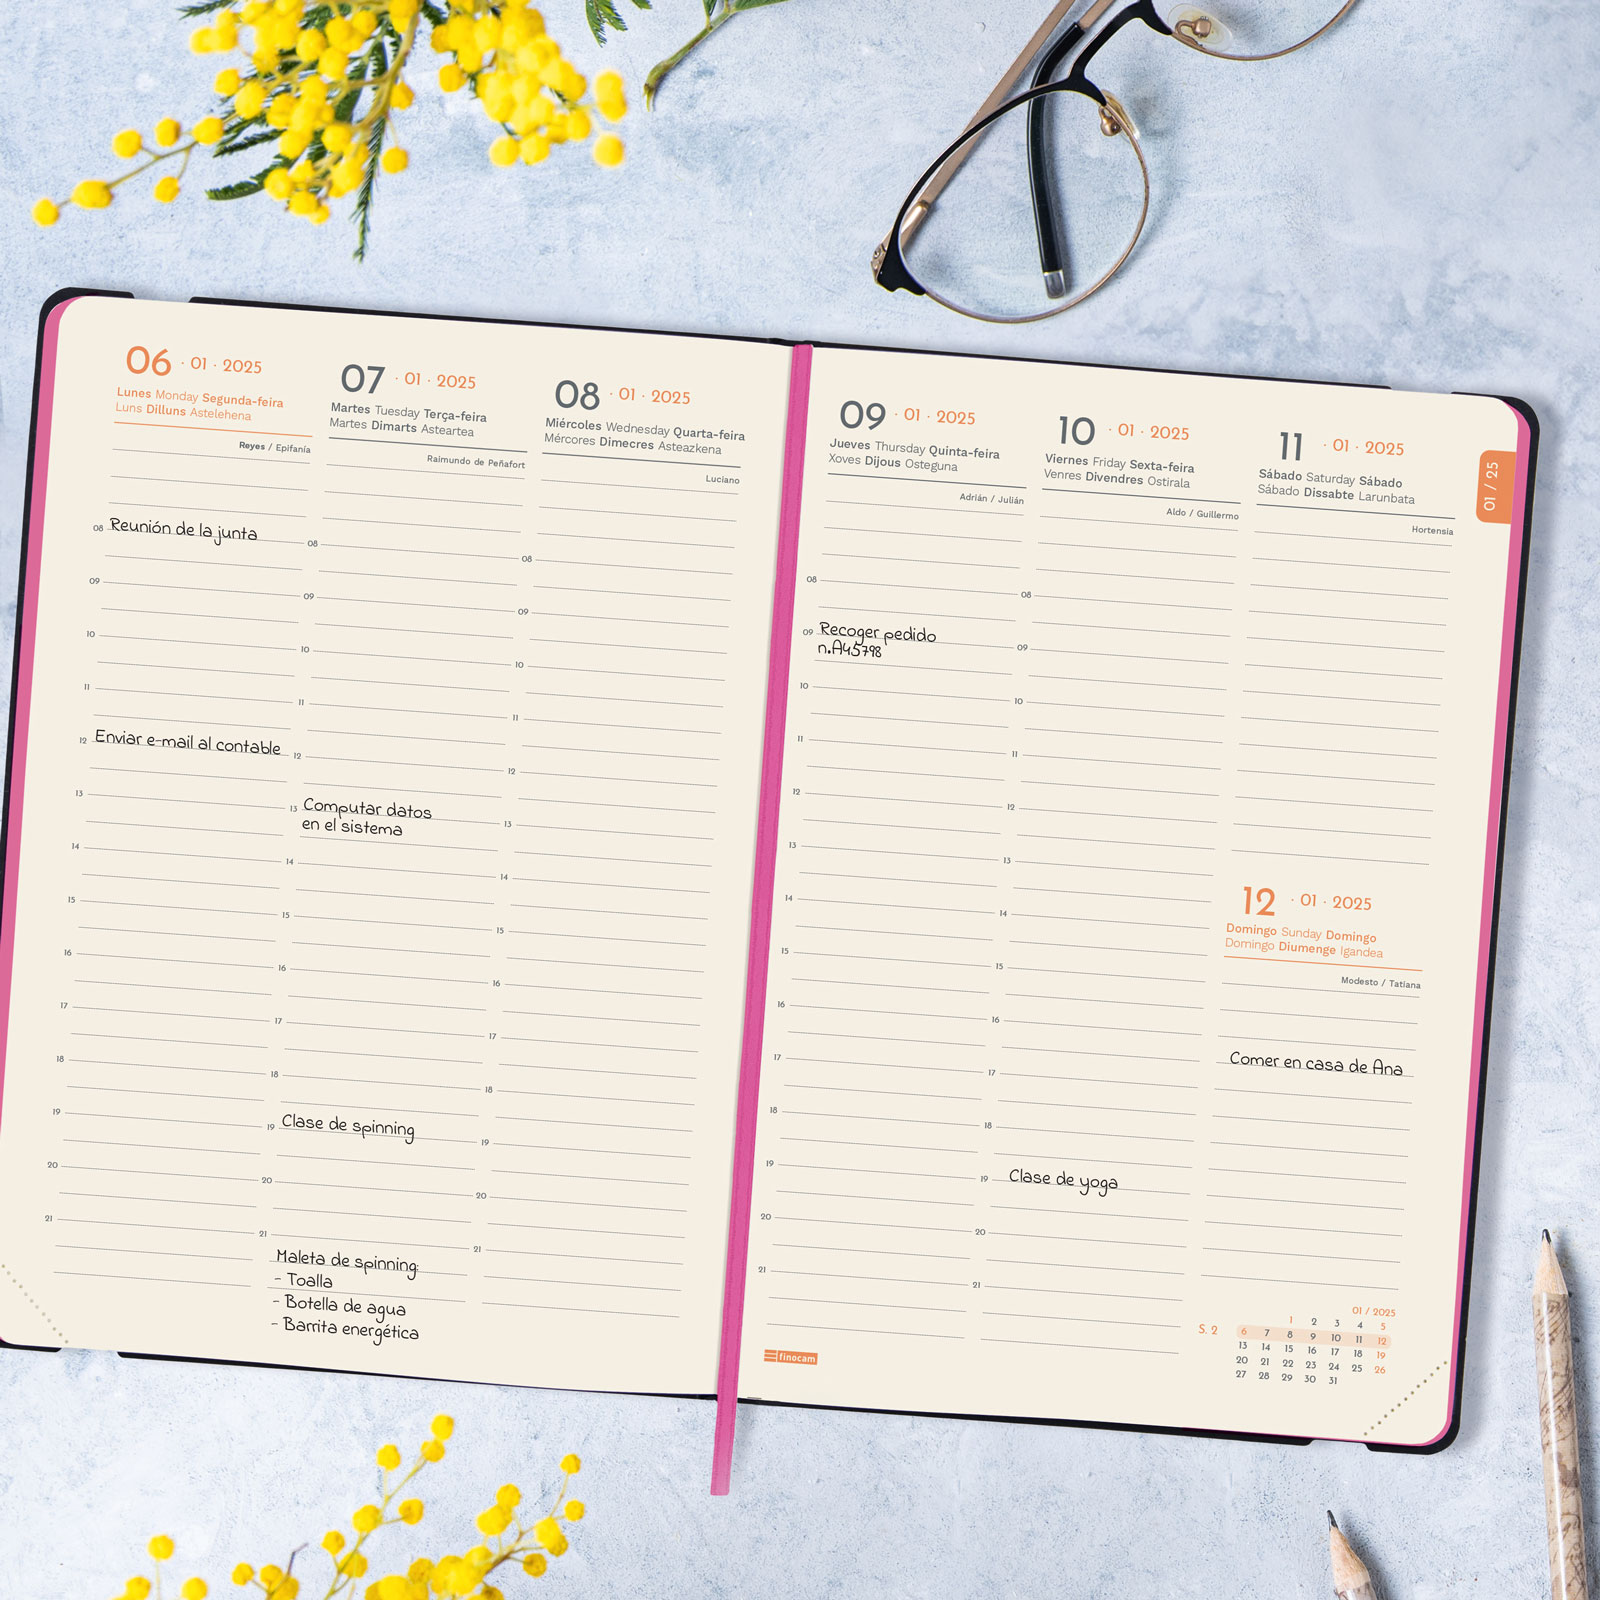 06 · 01 · 2025
Lunes Monday Segunda-feira
Luns Dilluns Astelehena
Reyes / Epifanía
08 Reunión de la junta
09
10
11
12 Enviar e-mail al contable
13
14
15
16
17
18
19
20
21
07 · 01 · 2025
Martes Tuesday Terça-feira
Martes Dimarts Asteartea
Raimundo de Peñafort
08
09
10
11
12
13 Computar datos
en el sistema
14
15
16
17
18
19 Clase de spinning
20
21
Maleta de spinning:
- Toalla
- Botella de agua
- Barrita energética
08 · 01 · 2025
Miércoles Wednesday Quarta-feira
Mércores Dimecres Asteazkena
Luciano
08
09
10
11
12
13
14
15
16
17
18
19
20
21
09 · 01 · 2025
Jueves Thursday Quinta-feira
Xoves Dijous Osteguna
Adrián / Julián
08
09 Recoger pedido
n.A45798
10
11
12
13
14
15
16
17
18
19
20
21
finocam
10 · 01 · 2025
Viernes Friday Sexta-feira
Venres Divendres Ostirala
Aldo / Guillermo
08
09
10
11
12
13
14
15
16
17
18
19 Clase de yoga
20
21
11 · 01 · 2025
Sábado Saturday Sábado
Sábado Dissabte Larunbata
Hortensia
01 / 25
12 · 01 · 2025
Domingo Sunday Domingo
Domingo Diumenge Igandea
Modesto / Tatiana
Comer en casa de Ana
01 / 2025
1 2 3 4 5
S. 2 6 7 8 9 10 11 12
13 14 15 16 17 18 19
20 21 22 23 24 25 26
27 28 29 30 31